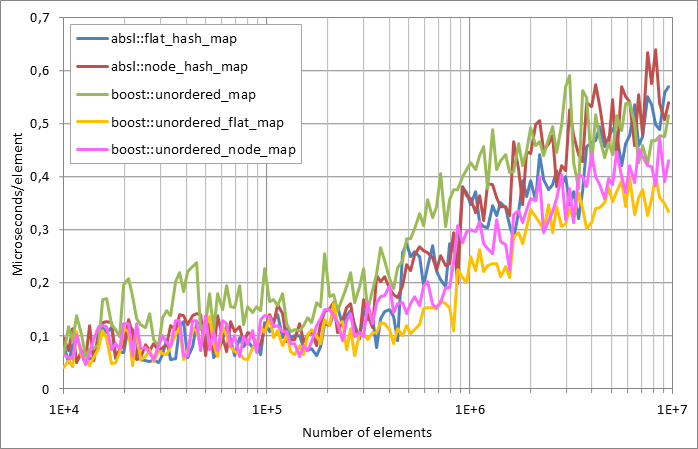 0,7
0,6
0,5
0,4
0,3
0,2
0,1
0
Microseconds/element
absl::flat_hash_map
absl::node_hash_map
boost::unordered_map
boost::unordered_flat_map
boost::unordered_node_map
1E+4 1E+5 1E+6 1E+7
Number of elements